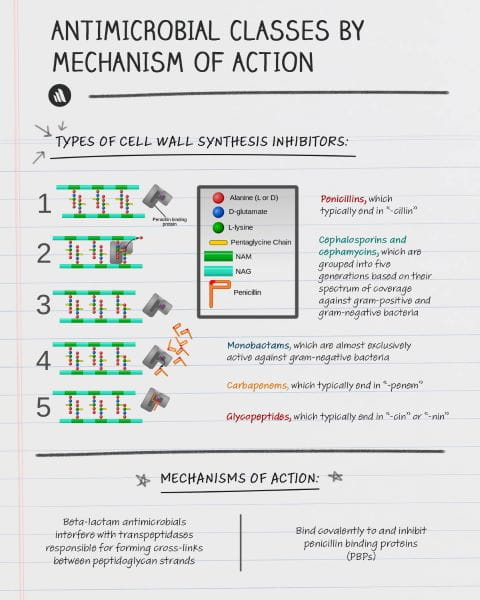 ANTIMICROBIAL CLASSES BY
MECHANISM OF ACTION
TYPES OF CELL WALL SYNTHESIS INHIBITORS:
1
Penicillin binding
protein
2
3
4
5
Alanine (L or D)
D-glutamate
L-lysine
Pentaglycine Chain
NAM
NAG
Penicillin
Penicillins, which
typically end in "-cillin"
Cephalosporins and
cephamycins, which are
grouped into five
generations based on their
spectrum of coverage
against gram-positive and
gram-negative bacteria
Monobactams, which are almost exclusively
active against gram-negative bacteria
Carbapenems, which typically end in "-penem"
Glycopeptides, which typically end in "-cin" or "-nin"
MECHANISMS OF ACTION:
Beta-lactam antimicrobials
interfere with transpeptidases
responsible for forming cross-links
between peptidoglycan strands
Bind covalently to and inhibit
penicillin binding proteins
(PBPs)